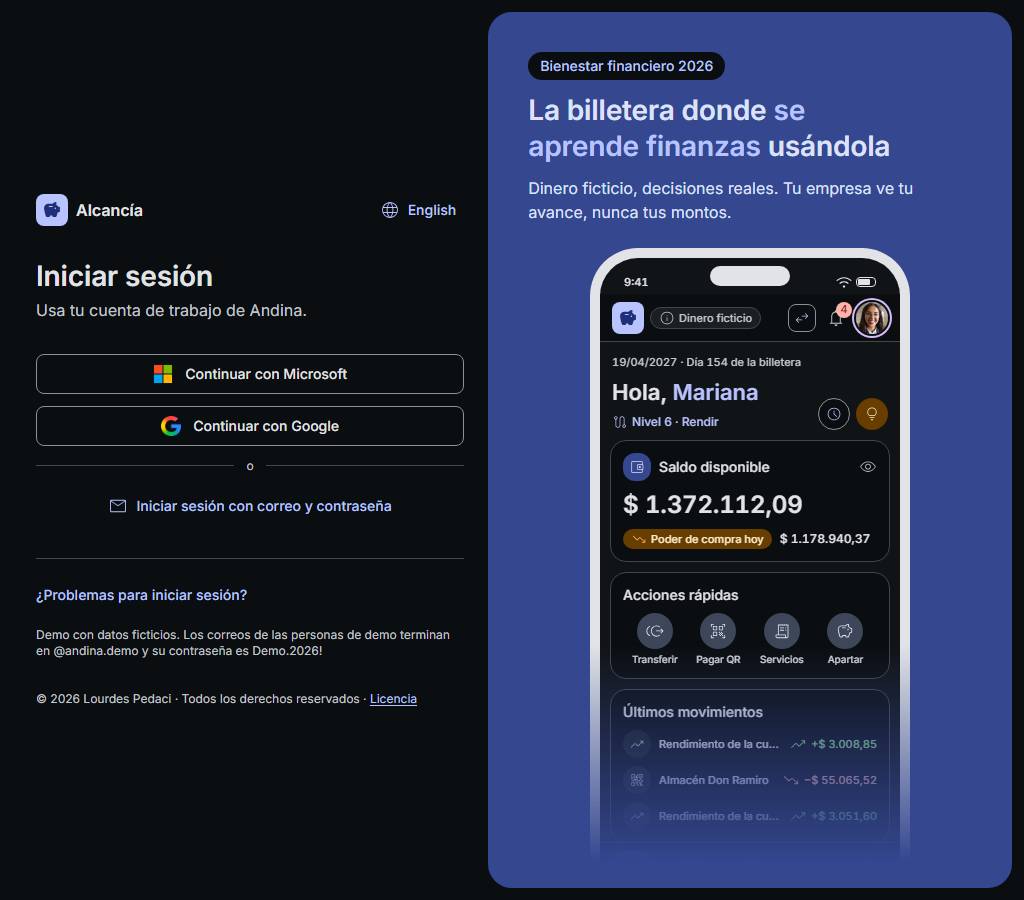 Alcancía
English
Iniciar sesión
Usa tu cuenta de trabajo de Andina.
Continuar con Microsoft
Continuar con Google
o
Iniciar sesión con correo y contraseña
¿Problemas para iniciar sesión?
Demo con datos ficticios. Los correos de las personas de demo terminan
en @andina.demo y su contraseña es Demo.2026!
© 2026 Lourdes Pedaci · Todos los derechos reservados · Licencia
Bienestar financiero 2026
La billetera donde se
aprende finanzas usándola
Dinero ficticio, decisiones reales. Tu empresa ve tu
avance, nunca tus montos.
9:41
Dinero ficticio
4
19/04/2027 · Día 154 de la billetera
Hola, Mariana
Nivel 6 · Rendir
Saldo disponible
$ 1.372.112,09
Poder de compra hoy $ 1.178.940,37
Acciones rápidas
Transferir Pagar QR Servicios Apartar
Últimos movimientos
Rendimiento de la cu... +$ 3.008,85
Almacén Don Ramiro −$ 55.065,52
Rendimiento de la cu... +$ 3.051,60